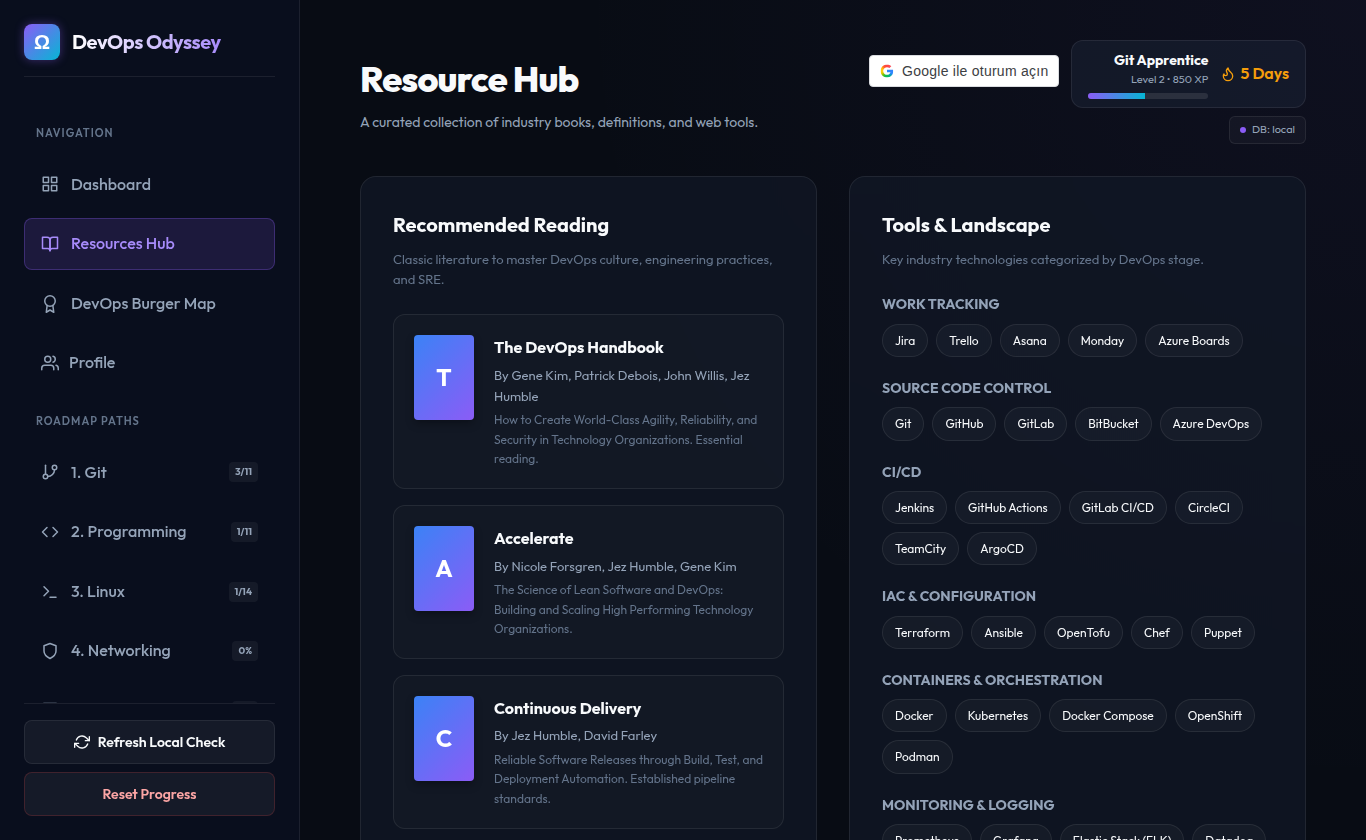 Ω DevOps Odyssey
NAVIGATION
Dashboard
Resources Hub
DevOps Burger Map
Profile
ROADMAP PATHS
1. Git 3/11
2. Programming 1/11
3. Linux 1/14
4. Networking 0%
Refresh Local Check
Reset Progress
Resource Hub
A curated collection of industry books, definitions, and web tools.
Google ile oturum açın
Git Apprentice
Level 2 • 850 XP
5 Days
DB: local
Recommended Reading
Classic literature to master DevOps culture, engineering practices,
and SRE.
T
The DevOps Handbook
By Gene Kim, Patrick Debois, John Willis, Jez
Humble
How to Create World-Class Agility, Reliability, and
Security in Technology Organizations. Essential
reading.
A
Accelerate
By Nicole Forsgren, Jez Humble, Gene Kim
The Science of Lean Software and DevOps:
Building and Scaling High Performing Technology
Organizations.
C
Continuous Delivery
By Jez Humble, David Farley
Reliable Software Releases through Build, Test, and
Deployment Automation. Established pipeline
standards.
Tools & Landscape
Key industry technologies categorized by DevOps stage.
WORK TRACKING
Jira Trello Asana Monday Azure Boards
SOURCE CODE CONTROL
Git GitHub GitLab BitBucket Azure DevOps
CI/CD
Jenkins GitHub Actions GitLab CI/CD CircleCI
TeamCity ArgoCD
IAC & CONFIGURATION
Terraform Ansible OpenTofu Chef Puppet
CONTAINERS & ORCHESTRATION
Docker Kubernetes Docker Compose OpenShift
Podman
MONITORING & LOGGING
Prometheus Grafana Elastic Stack (ELK) Datadog